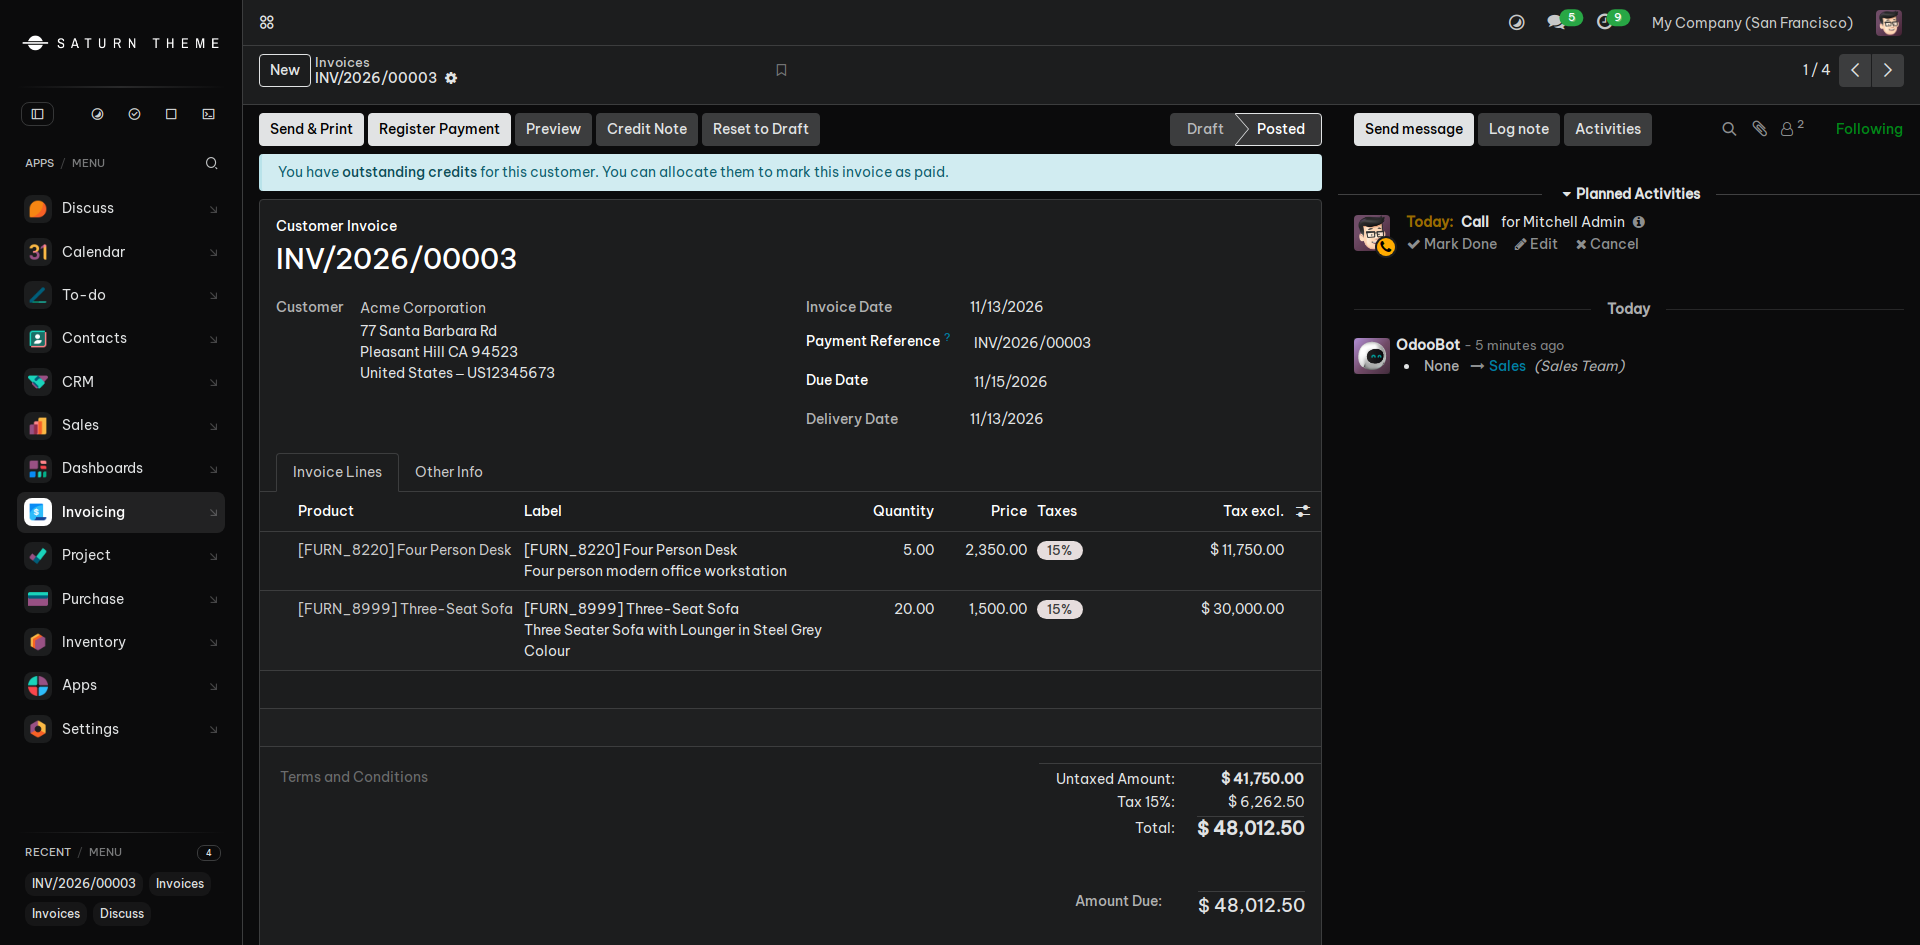 SATURN THEME
APPS / MENU
Discuss
31
Calendar
To-do
Contacts
CRM
Sales
Dashboards
$
Invoicing
Project
Purchase
Inventory
Apps
Settings
RECENT / MENU
4
INV/2026/00003 Invoices
Invoices Discuss
5 9 My Company (San Francisco)
New
Invoices
INV/2026/00003
1 / 4
Send & Print Register Payment Preview Credit Note Reset to Draft
Draft Posted
You have outstanding credits for this customer. You can allocate them to mark this invoice as paid.
Customer Invoice
INV/2026/00003
Customer Acme Corporation
77 Santa Barbara Rd
Pleasant Hill CA 94523
United States – US12345673
Invoice Date 11/13/2026
Payment Reference ? INV/2026/00003
Due Date 11/15/2026
Delivery Date 11/13/2026
Invoice Lines Other Info
Product Label Quantity Price Taxes Tax excl.
[FURN_8220] Four Person Desk [FURN_8220] Four Person Desk 5.00 2,350.00 15% $ 11,750.00
Four person modern office workstation
[FURN_8999] Three-Seat Sofa [FURN_8999] Three-Seat Sofa 20.00 1,500.00 15% $ 30,000.00
Three Seater Sofa with Lounger in Steel Grey
Colour
Terms and Conditions
Untaxed Amount: $ 41,750.00
Tax 15%: $ 6,262.50
Total: $ 48,012.50
Amount Due: $ 48,012.50
Send message Log note Activities
2 Following
Planned Activities
Today: Call for Mitchell Admin
Mark Done Edit Cancel
Today
OdooBot - 5 minutes ago
• None → Sales (Sales Team)